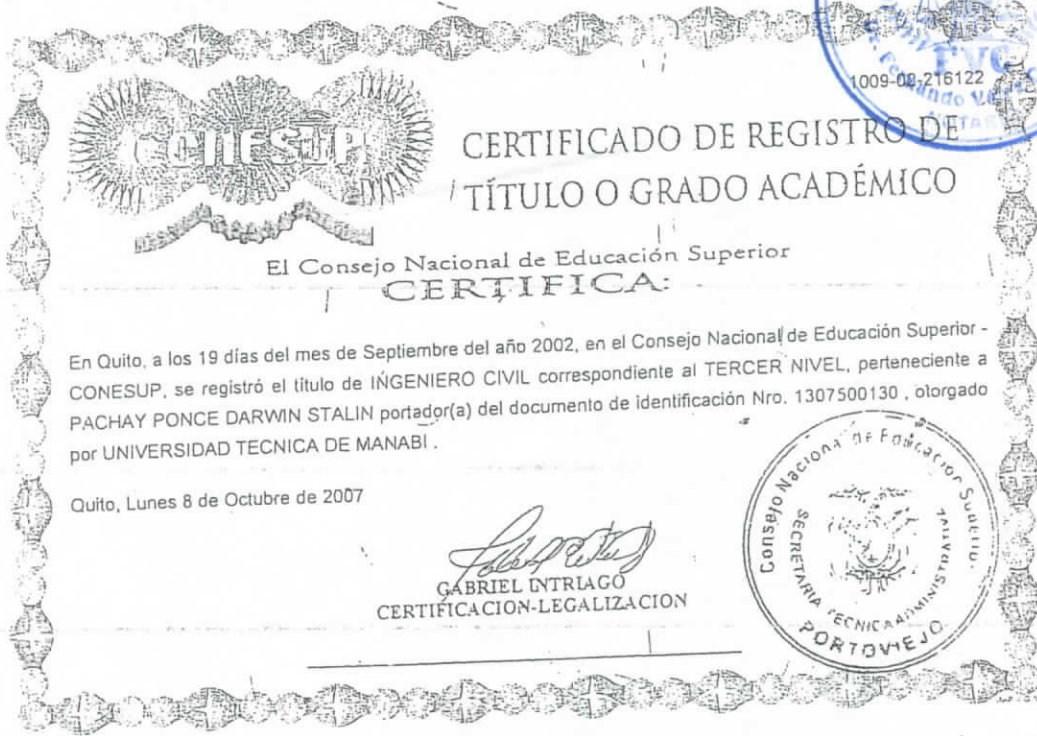 1009-02-216122
CONESUP
CERTIFICADO DE REGISTRO DE
TÍTULO O GRADO ACADÉMICO
El Consejo Nacional de Educación Superior
CERTIFICA:
En Quito, a los 19 días del mes de Septiembre del año 2002, en el Consejo Nacional de Educación Superior -
CONESUP, se registró el título de INGENIERO CIVIL correspondiente al TERCER NIVEL, perteneciente a
PACHAY PONCE DARWIN STALIN portador(a) del documento de identificación Nro. 1307500130 , otorgado
por UNIVERSIDAD TECNICA DE MANABI .
Quito, Lunes 8 de Octubre de 2007
GABRIEL INTRIAGO
CERTIFICACION-LEGALIZACION
Consejo Nacional de Educación Superior
SECRETARIA TECNICA ADMINISTRATIVA
PORTOVIEJO
FVC